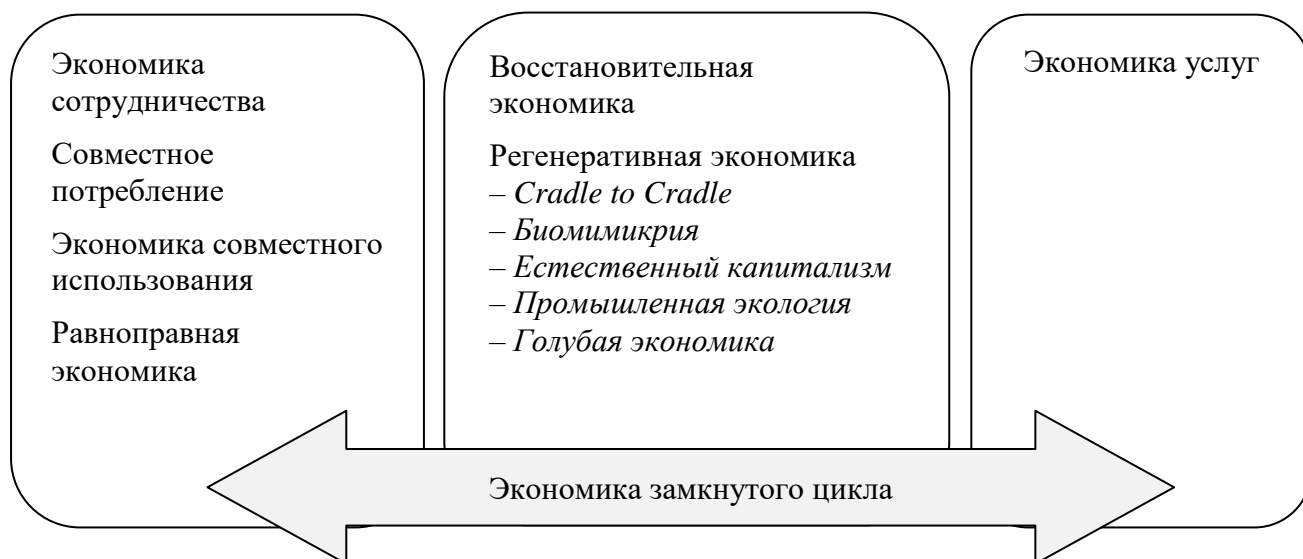 Экономика
сотрудничества
Совместное
потребление
Экономика совместного
использования
Равноправная
экономика
Восстановительная
экономика
Регенеративная экономика
– Cradle to Cradle
– Биомимикрия
– Естественный капитализм
– Промышленная экология
– Голубая экономика
Экономика услуг
Экономика замкнутого цикла